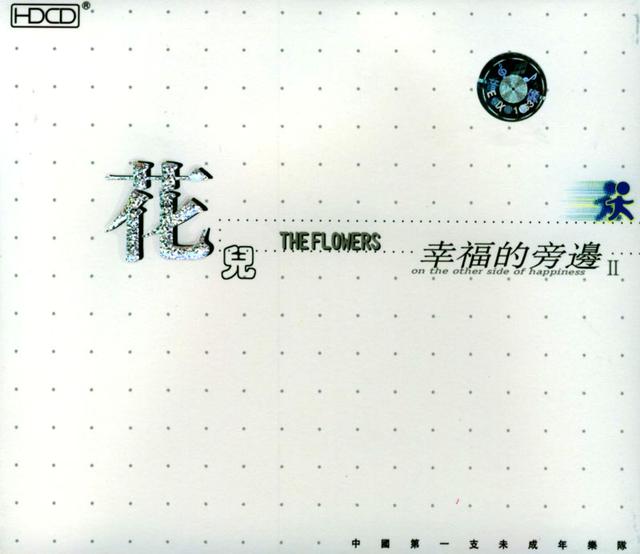 HDCD®
花兒
THE FLOWERS
幸福的旁邊 II
on the other side of happiness
中國第一支未成年樂隊